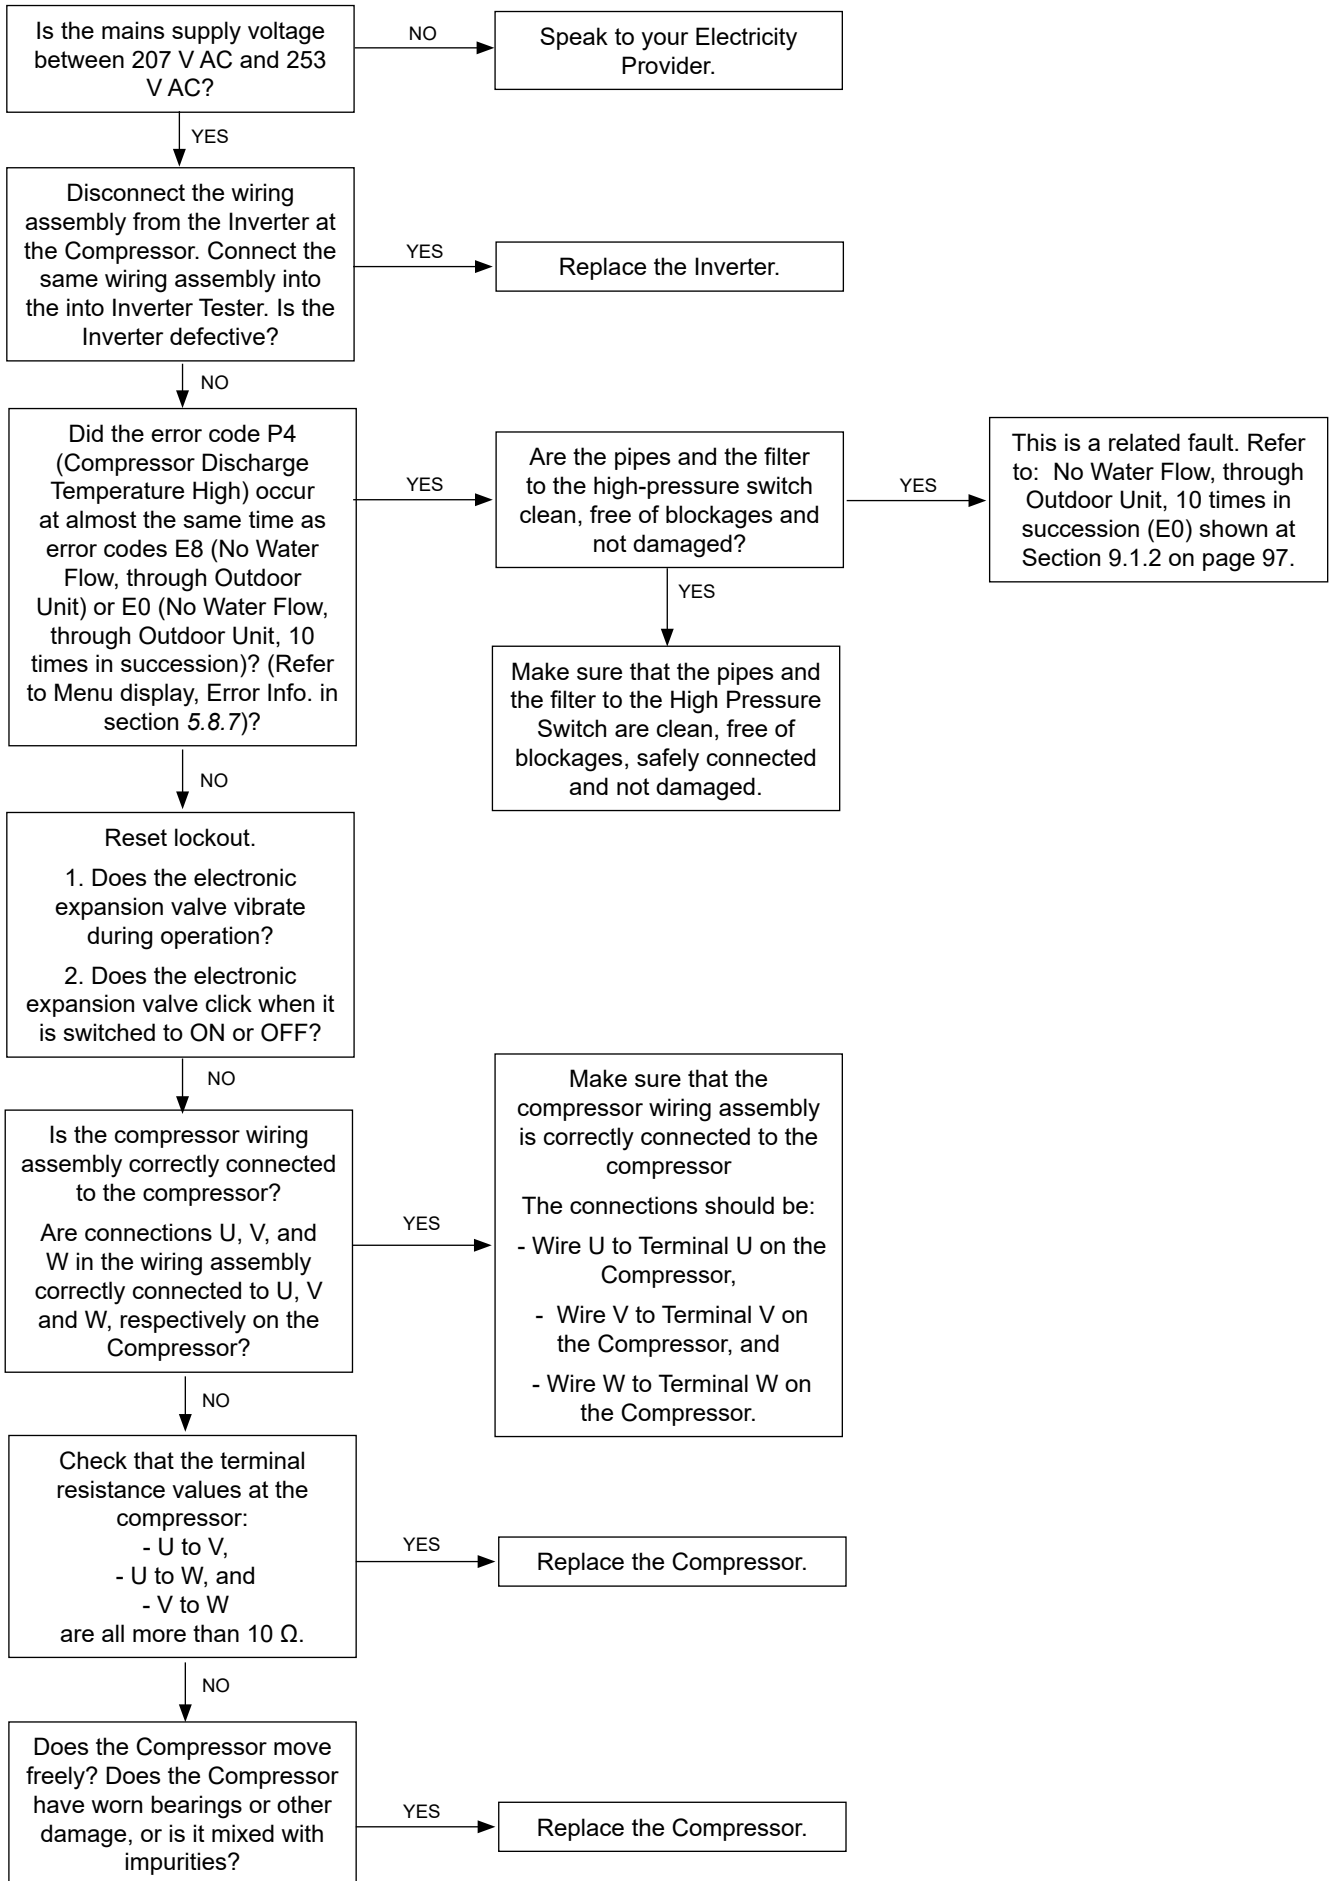 Is the mains supply voltage
between 207 V AC and 253
V AC?
NO
Speak to your Electricity
Provider.
YES
Disconnect the wiring
assembly from the Inverter at
the Compressor. Connect the
same wiring assembly into
the into Inverter Tester. Is the
Inverter defective?
YES
Replace the Inverter.
NO
Did the error code P4
(Compressor Discharge
Temperature High) occur
at almost the same time as
error codes E8 (No Water
Flow, through Outdoor
Unit) or E0 (No Water Flow,
through Outdoor Unit, 10
times in succession)? (Refer
to Menu display, Error Info. in
section 5.8.7)?
YES
Are the pipes and the filter
to the high-pressure switch
clean, free of blockages and
not damaged?
YES
This is a related fault. Refer
to:  No Water Flow, through
Outdoor Unit, 10 times in
succession (E0) shown at
Section 9.1.2 on page 97.
YES
Make sure that the pipes and
the filter to the High Pressure
Switch are clean, free of
blockages, safely connected
and not damaged.
NO
Reset lockout.
1. Does the electronic
expansion valve vibrate
during operation?
2. Does the electronic
expansion valve click when it
is switched to ON or OFF?
NO
Is the compressor wiring
assembly correctly connected
to the compressor?
Are connections U, V, and
W in the wiring assembly
correctly connected to U, V
and W, respectively on the
Compressor?
YES
Make sure that the
compressor wiring assembly
is correctly connected to the
compressor
The connections should be:
- Wire U to Terminal U on the
Compressor,
-  Wire V to Terminal V on
the Compressor, and
- Wire W to Terminal W on
the Compressor.
NO
Check that the terminal
resistance values at the
compressor:
- U to V,
- U to W, and
- V to W
are all more than 10 Ω.
YES
Replace the Compressor.
NO
Does the Compressor move
freely? Does the Compressor
have worn bearings or other
damage, or is it mixed with
impurities?
YES
Replace the Compressor.